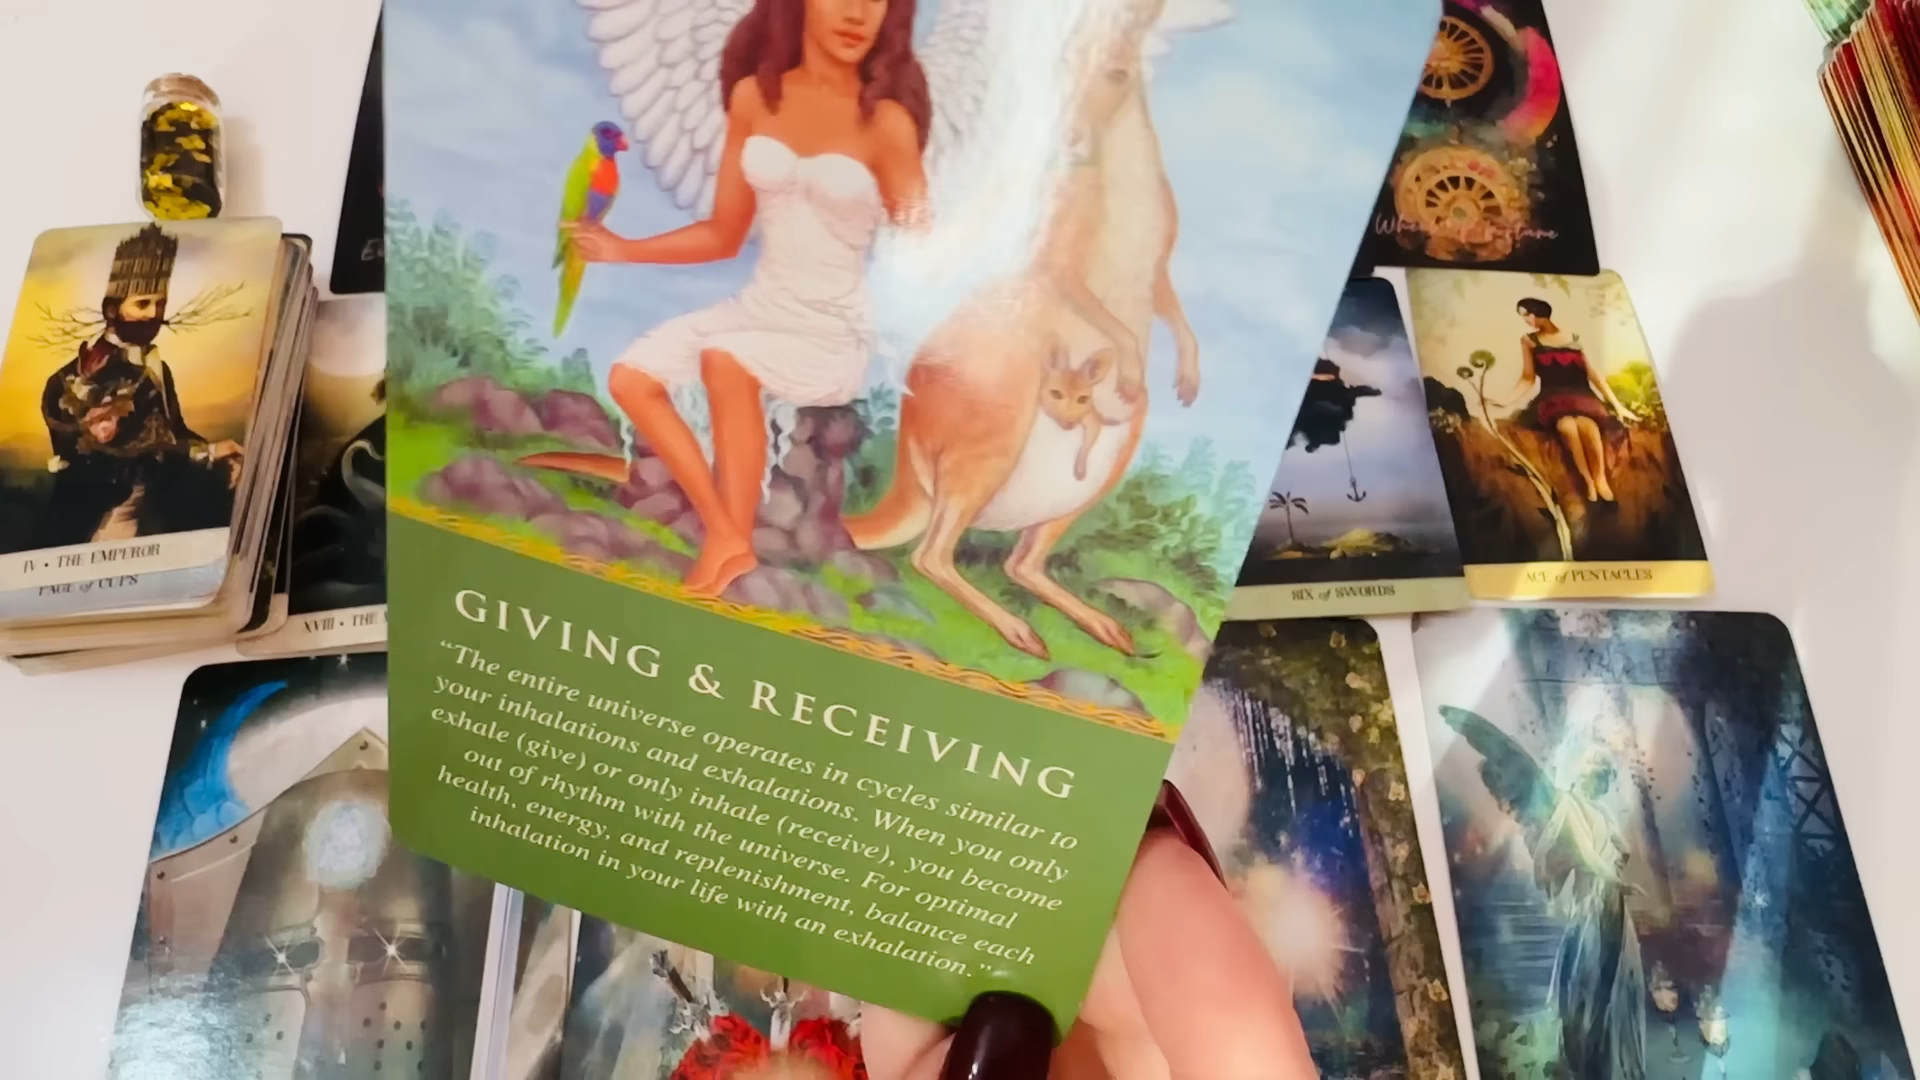 Wheel of Fortune
IV • THE EMPEROR
PAGE of CUPS
XVIII • THE
SIX of SWORDS
ACE of PENTACLES
GIVING & RECEIVING
“The entire universe operates in cycles similar to
your inhalations and exhalations. When you only
exhale (give) or only inhale (receive), you become
out of rhythm with the universe. For optimal
health, energy, and replenishment, balance each
inhalation in your life with an exhalation.”